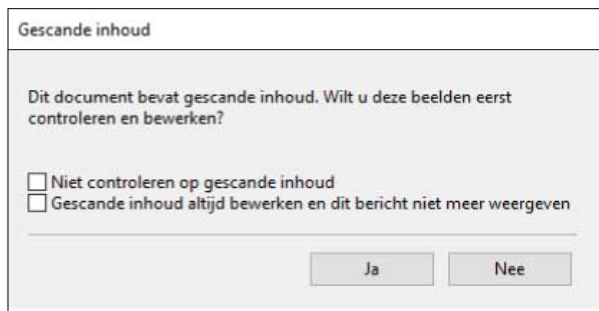 Gescande inhoud
Dit document bevat gescande inhoud. Wilt u deze beelden eerst
controleren en bewerken?
Niet controleren op gescande inhoud
Gescande inhoud altijd bewerken en dit bericht niet meer weergeven
Ja Nee